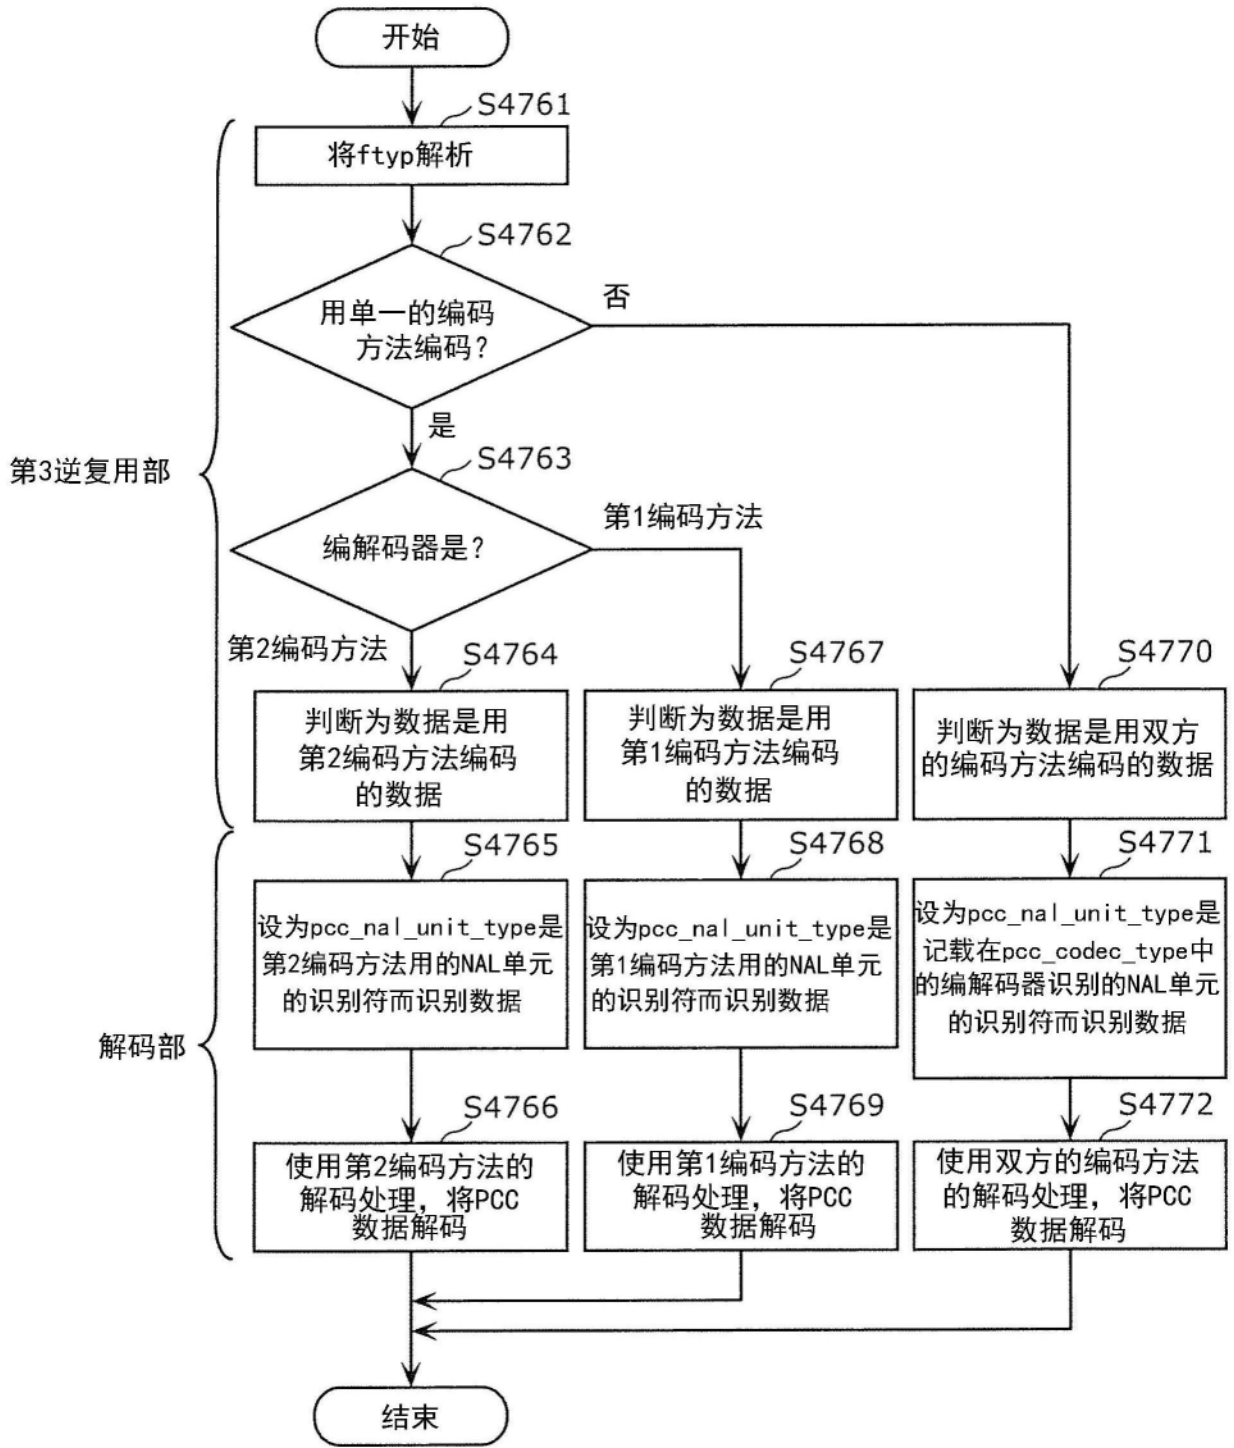 开始
S4761
将ftyp解析
S4762
用单一的编码
方法编码?
否
是
第3逆复用部
S4763
编解码器是?
第1编码方法
第2编码方法
S4764
判断为数据是用
第2编码方法编码
的数据
S4767
判断为数据是用
第1编码方法编码
的数据
S4770
判断为数据是用双方
的编码方法编码的数据
解码部
S4765
设为pcc_nal_unit_type是
第2编码方法用的NAL单元
的识别符而识别数据
S4768
设为pcc_nal_unit_type是
第1编码方法用的NAL单元
的识别符而识别数据
S4771
设为pcc_nal_unit_type是
记载在pcc_codec_type中
的编解码器识别的NAL单元
的识别符而识别数据
S4766
使用第2编码方法的
解码处理，将PCC
数据解码
S4769
使用第1编码方法的
解码处理，将PCC
数据解码
S4772
使用双方的编码方法
的解码处理，将PCC
数据解码
结束